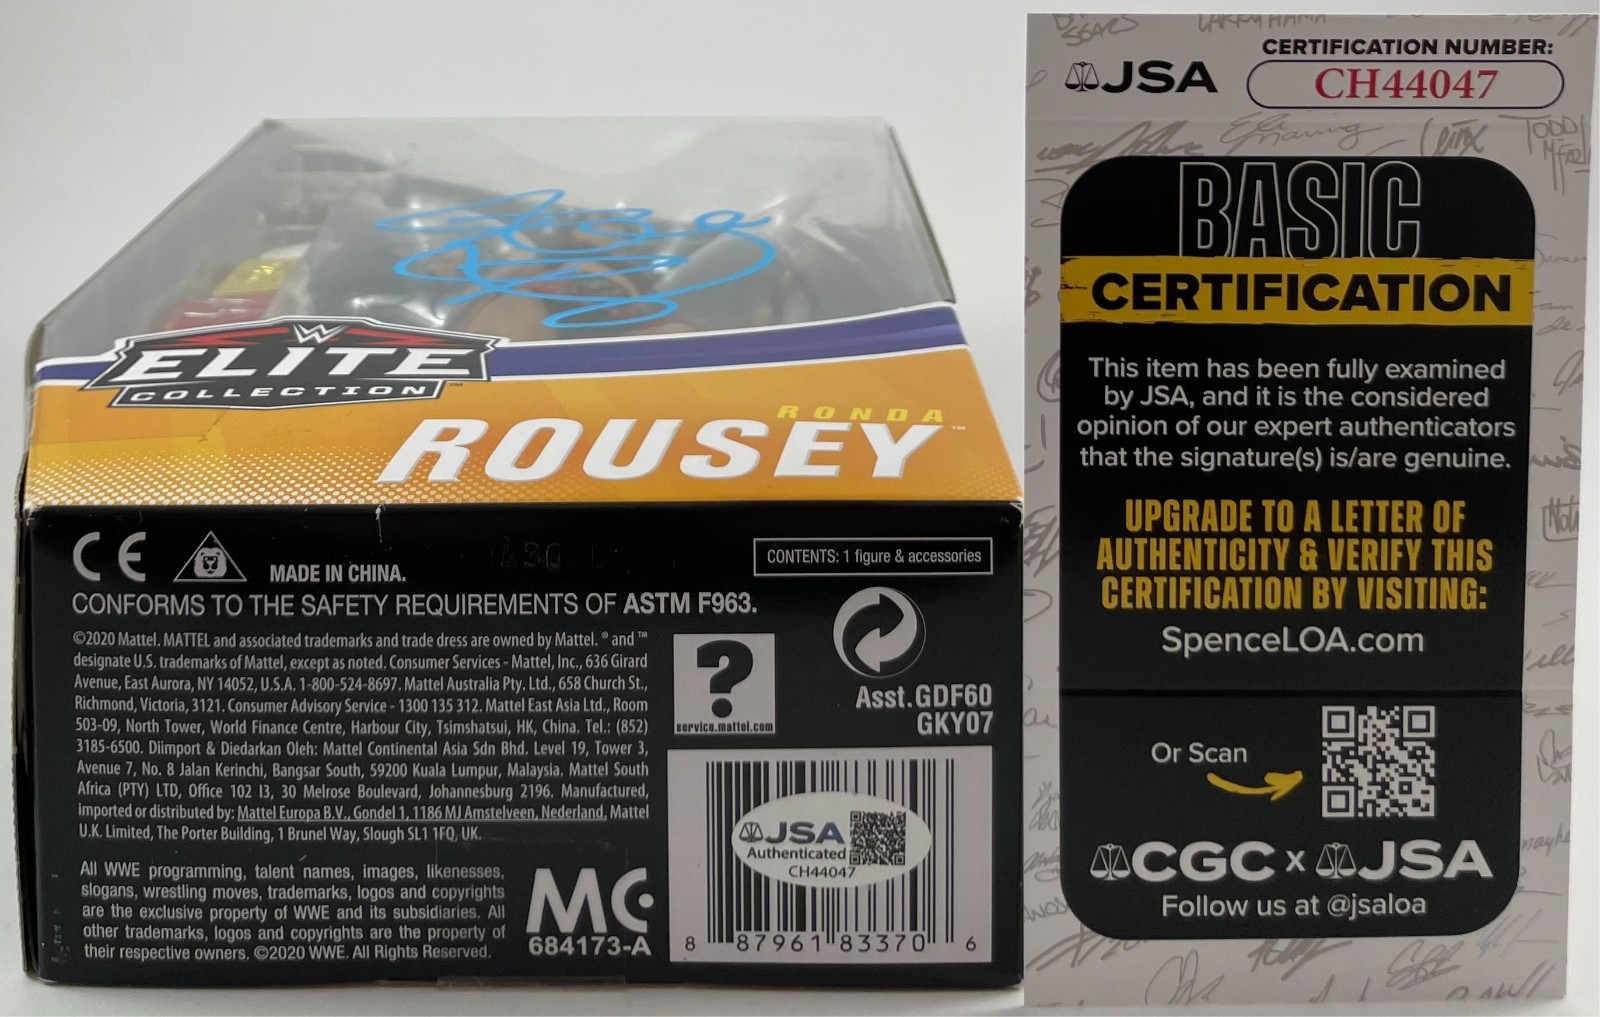 W
ELITE
COLLECTION™
RONDA
ROUSEY™
CE
MADE IN CHINA.
CONTENTS: 1 figure & accessories
CONFORMS TO THE SAFETY REQUIREMENTS OF ASTM F963.
©2020 Mattel. MATTEL and associated trademarks and trade dress are owned by Mattel. ® and ™
designate U.S. trademarks of Mattel, except as noted. Consumer Services - Mattel, Inc., 636 Girard
Avenue, East Aurora, NY 14052, U.S.A. 1-800-524-8697. Mattel Australia Pty. Ltd., 658 Church St.,
Richmond, Victoria, 3121. Consumer Advisory Service - 1300 135 312. Mattel East Asia Ltd., Room
503-09, North Tower, World Finance Centre, Harbour City, Tsimshatsui, HK, China. Tel.: (852)
3185-6500. Diimport & Diedarkan Oleh: Mattel Continental Asia Sdn Bhd. Level 19, Tower 3,
Avenue 7, No. 8 Jalan Kerinchi, Bangsar South, 59200 Kuala Lumpur, Malaysia. Mattel South
Africa (PTY) LTD, Office 102 I3, 30 Melrose Boulevard, Johannesburg 2196. Manufactured,
imported or distributed by: Mattel Europa B.V., Gondel 1, 1186 MJ Amstelveen, Nederland. Mattel
U.K. Limited, The Porter Building, 1 Brunel Way, Slough SL1 1FQ, UK.
?
service.mattel.com
Asst.GDF60
GKY07
All WWE programming, talent names, images, likenesses,
slogans, wrestling moves, trademarks, logos and copyrights
are the exclusive property of WWE and its subsidiaries. All
other trademarks, logos and copyrights are the property of
their respective owners. ©2020 WWE. All Rights Reserved.
MC
684173-A
JSA
Authenticated
CH44047
8 87961 83370 6
CERTIFICATION NUMBER:
JSA
CH44047
BASIC
CERTIFICATION
This item has been fully examined
by JSA, and it is the considered
opinion of our expert authenticators
that the signature(s) is/are genuine.
UPGRADE TO A LETTER OF
AUTHENTICITY & VERIFY THIS
CERTIFICATION BY VISITING:
SpenceLOA.com
Or Scan
CGC x JSA
Follow us at @jsaloa